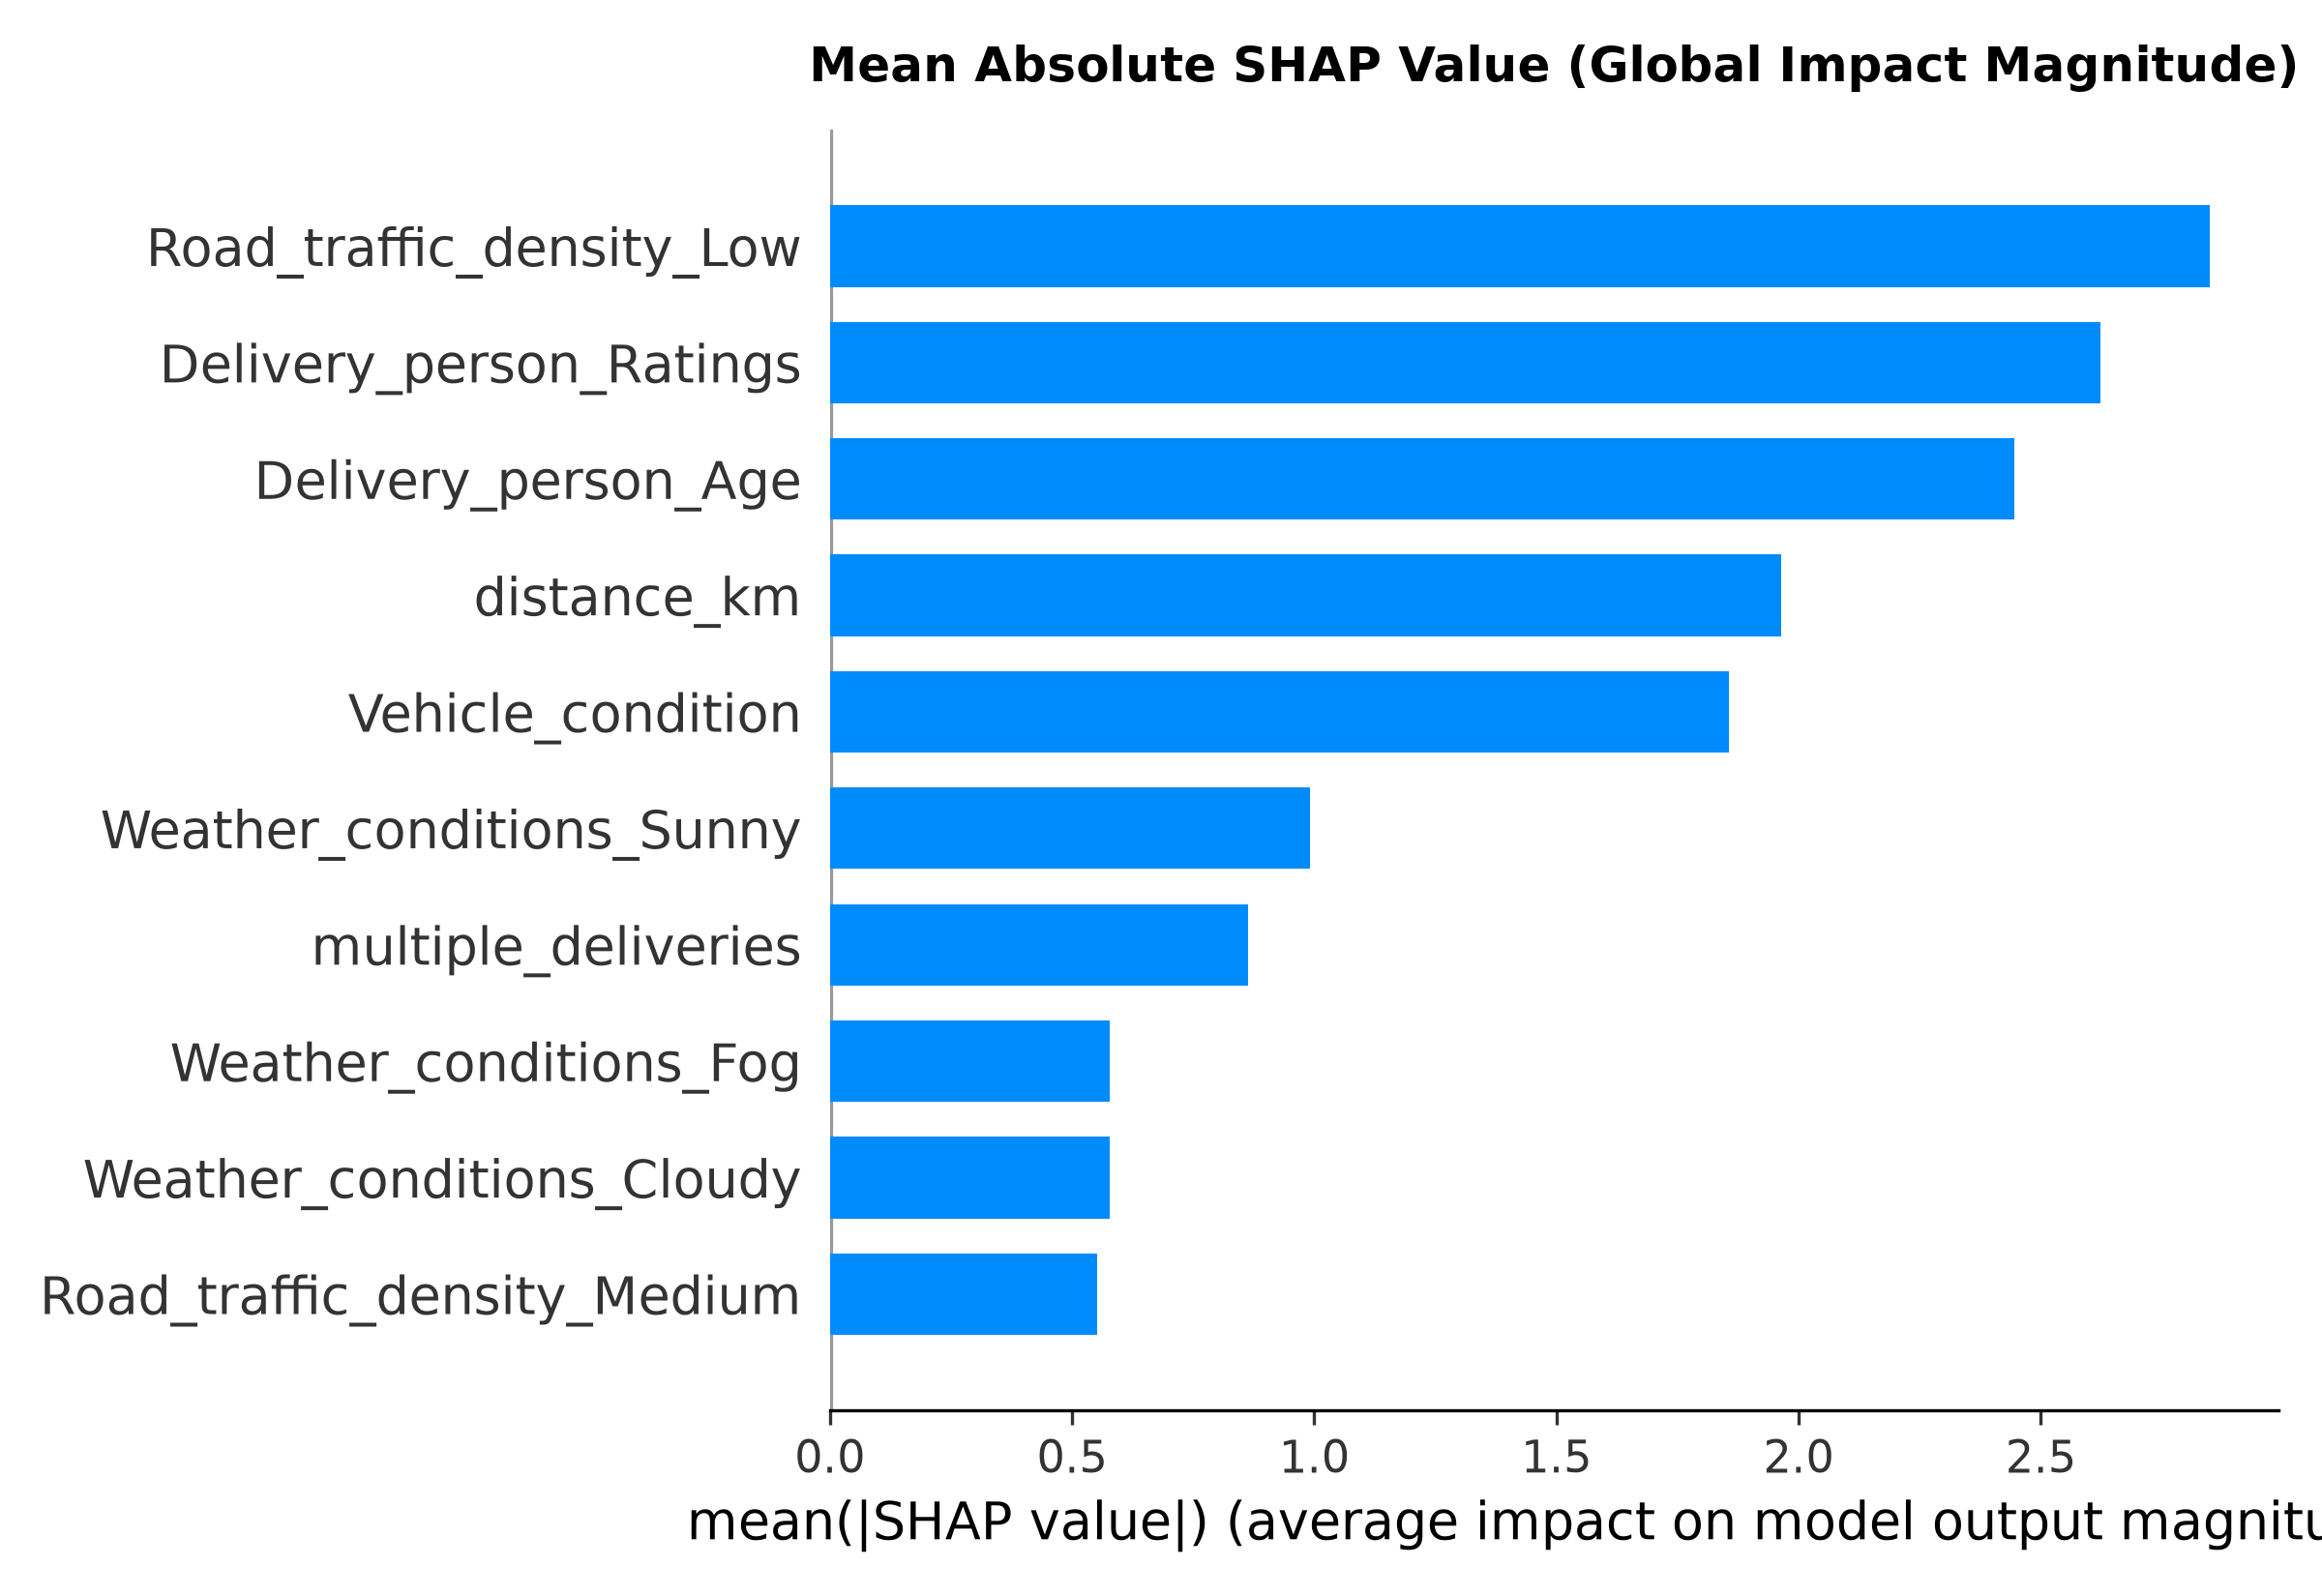 Mean Absolute SHAP Value (Global Impact Magnitude)
Road_traffic_density_Low
Delivery_person_Ratings
Delivery_person_Age
distance_km
Vehicle_condition
Weather_conditions_Sunny
multiple_deliveries
Weather_conditions_Fog
Weather_conditions_Cloudy
Road_traffic_density_Medium
0.0 0.5 1.0 1.5 2.0 2.5
mean(|SHAP value|) (average impact on model output magnitu